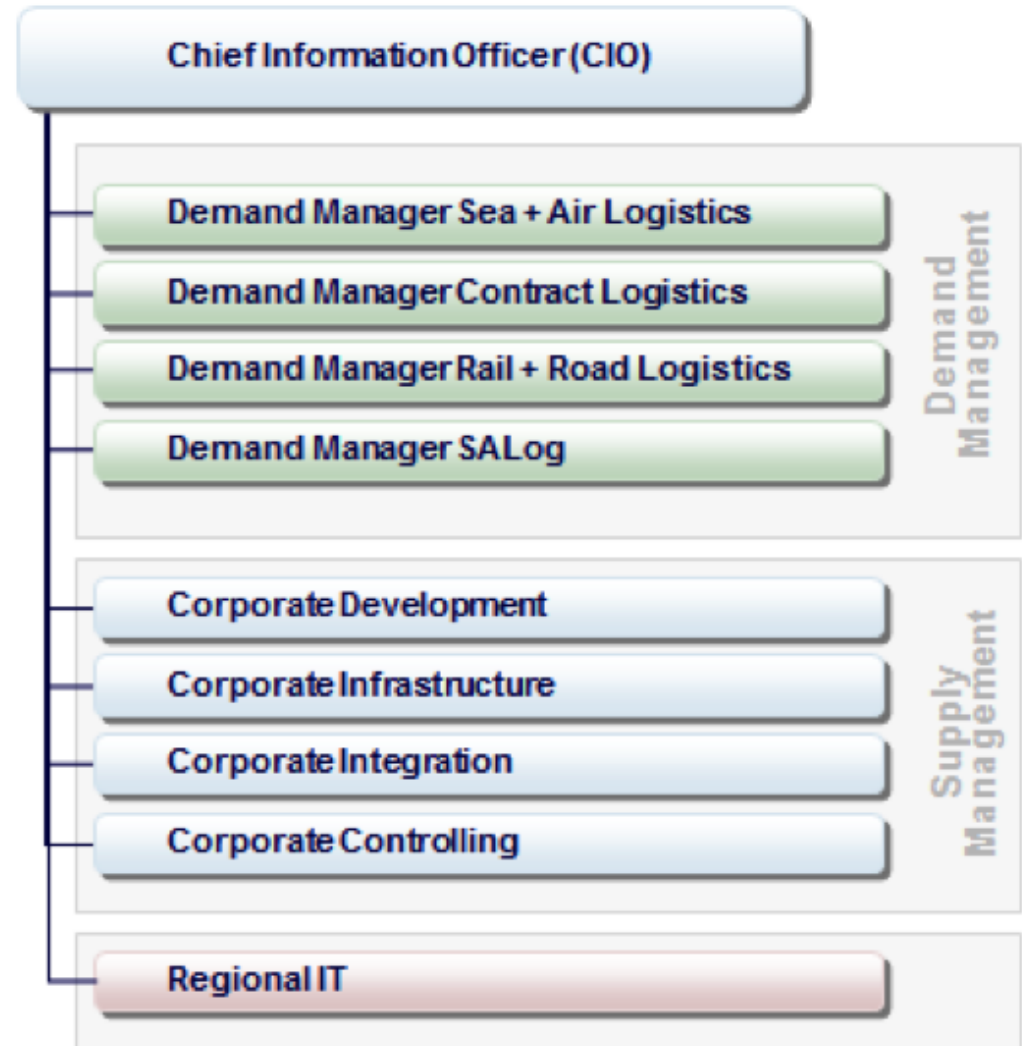 Chief Information Officer (CIO)
Demand Manager Sea + Air Logistics
Demand Manager Contract Logistics
Demand Manager Rail + Road Logistics
Demand Manager SALog
Demand
Management
Corporate Development
Corporate Infrastructure
Corporate Integration
Corporate Controlling
Supply
Management
Regional IT